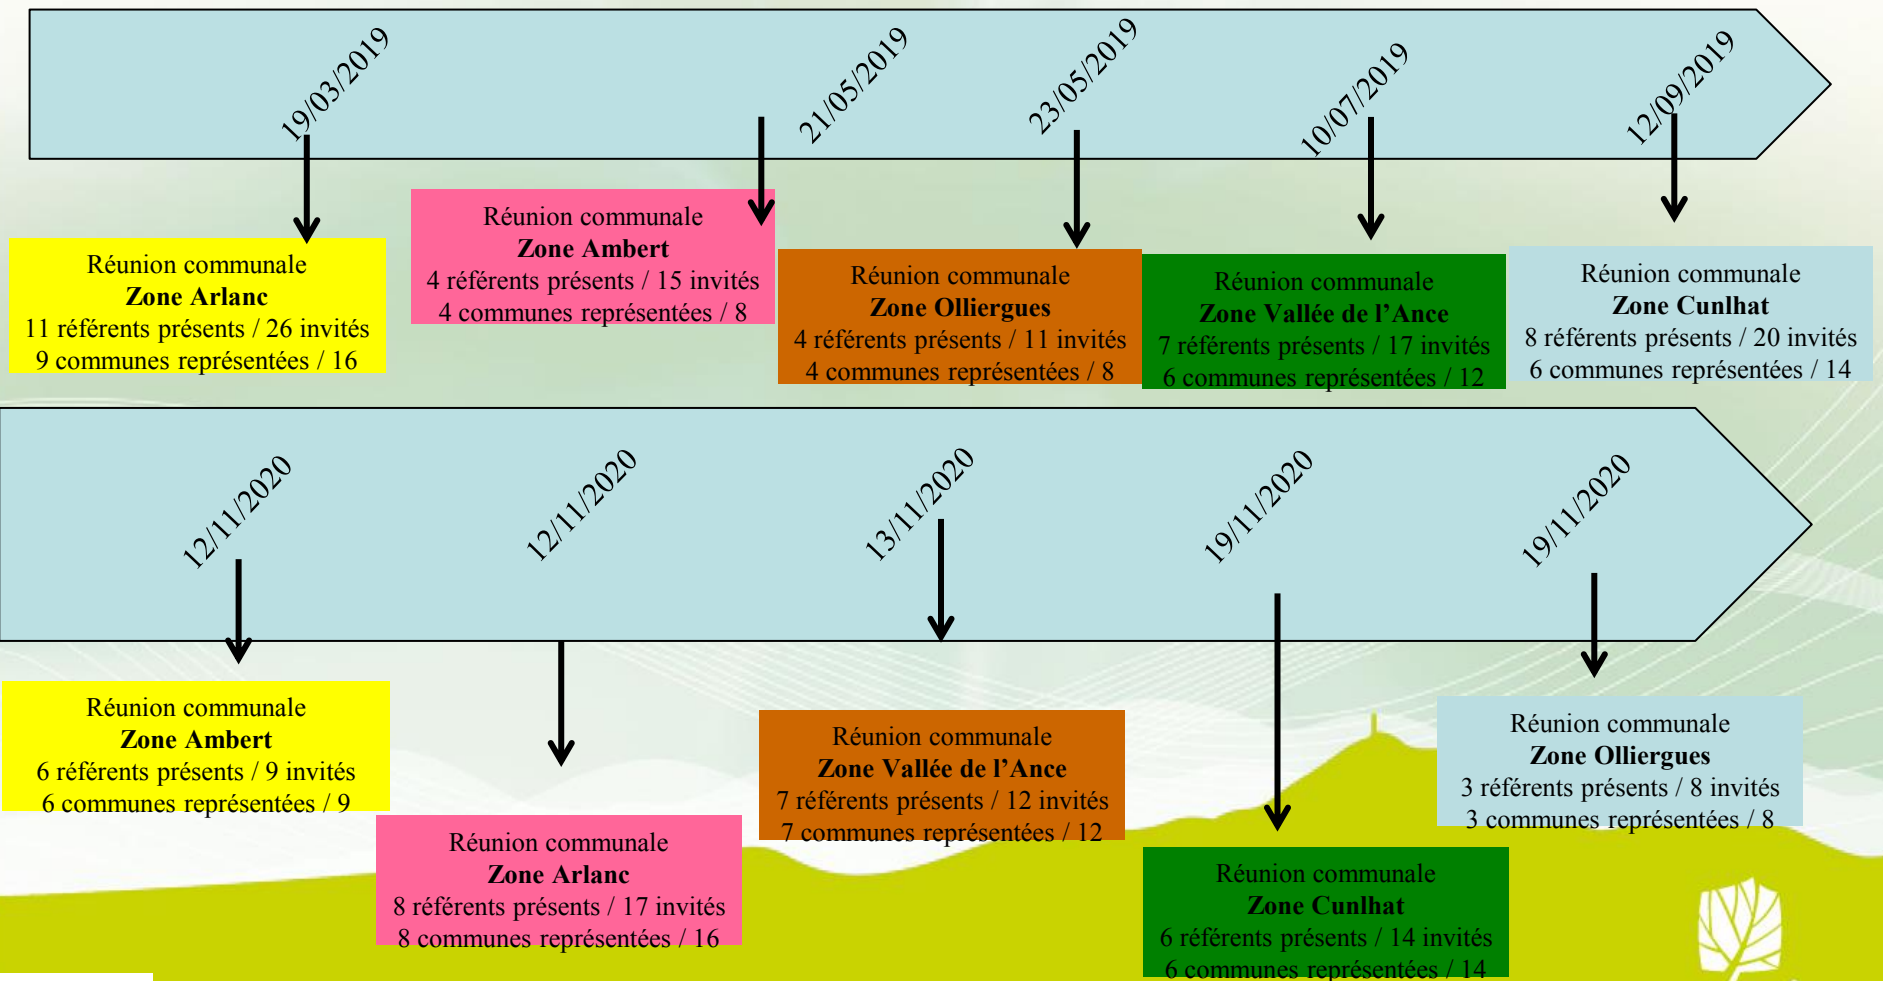 19/03/2019
21/05/2019
23/05/2019
10/07/2019
12/09/2019
Réunion communale
Zone Arlanc
11 référents présents / 26 invités
9 communes représentées / 16
Réunion communale
Zone Ambert
4 référents présents / 15 invités
4 communes représentées / 8
Réunion communale
Zone Olliergues
4 référents présents / 11 invités
4 communes représentées / 8
Réunion communale
Zone Vallée de l’Ance
7 référents présents / 17 invités
6 communes représentées / 12
Réunion communale
Zone Cunlhat
8 référents présents / 20 invités
6 communes représentées / 14
12/11/2020
12/11/2020
13/11/2020
19/11/2020
19/11/2020
Réunion communale
Zone Ambert
6 référents présents / 9 invités
6 communes représentées / 9
Réunion communale
Zone Arlanc
8 référents présents / 17 invités
8 communes représentées / 16
Réunion communale
Zone Vallée de l’Ance
7 référents présents / 12 invités
7 communes représentées / 12
Réunion communale
Zone Cunlhat
6 référents présents / 14 invités
6 communes représentées / 14
Réunion communale
Zone Olliergues
3 référents présents / 8 invités
3 communes représentées / 8